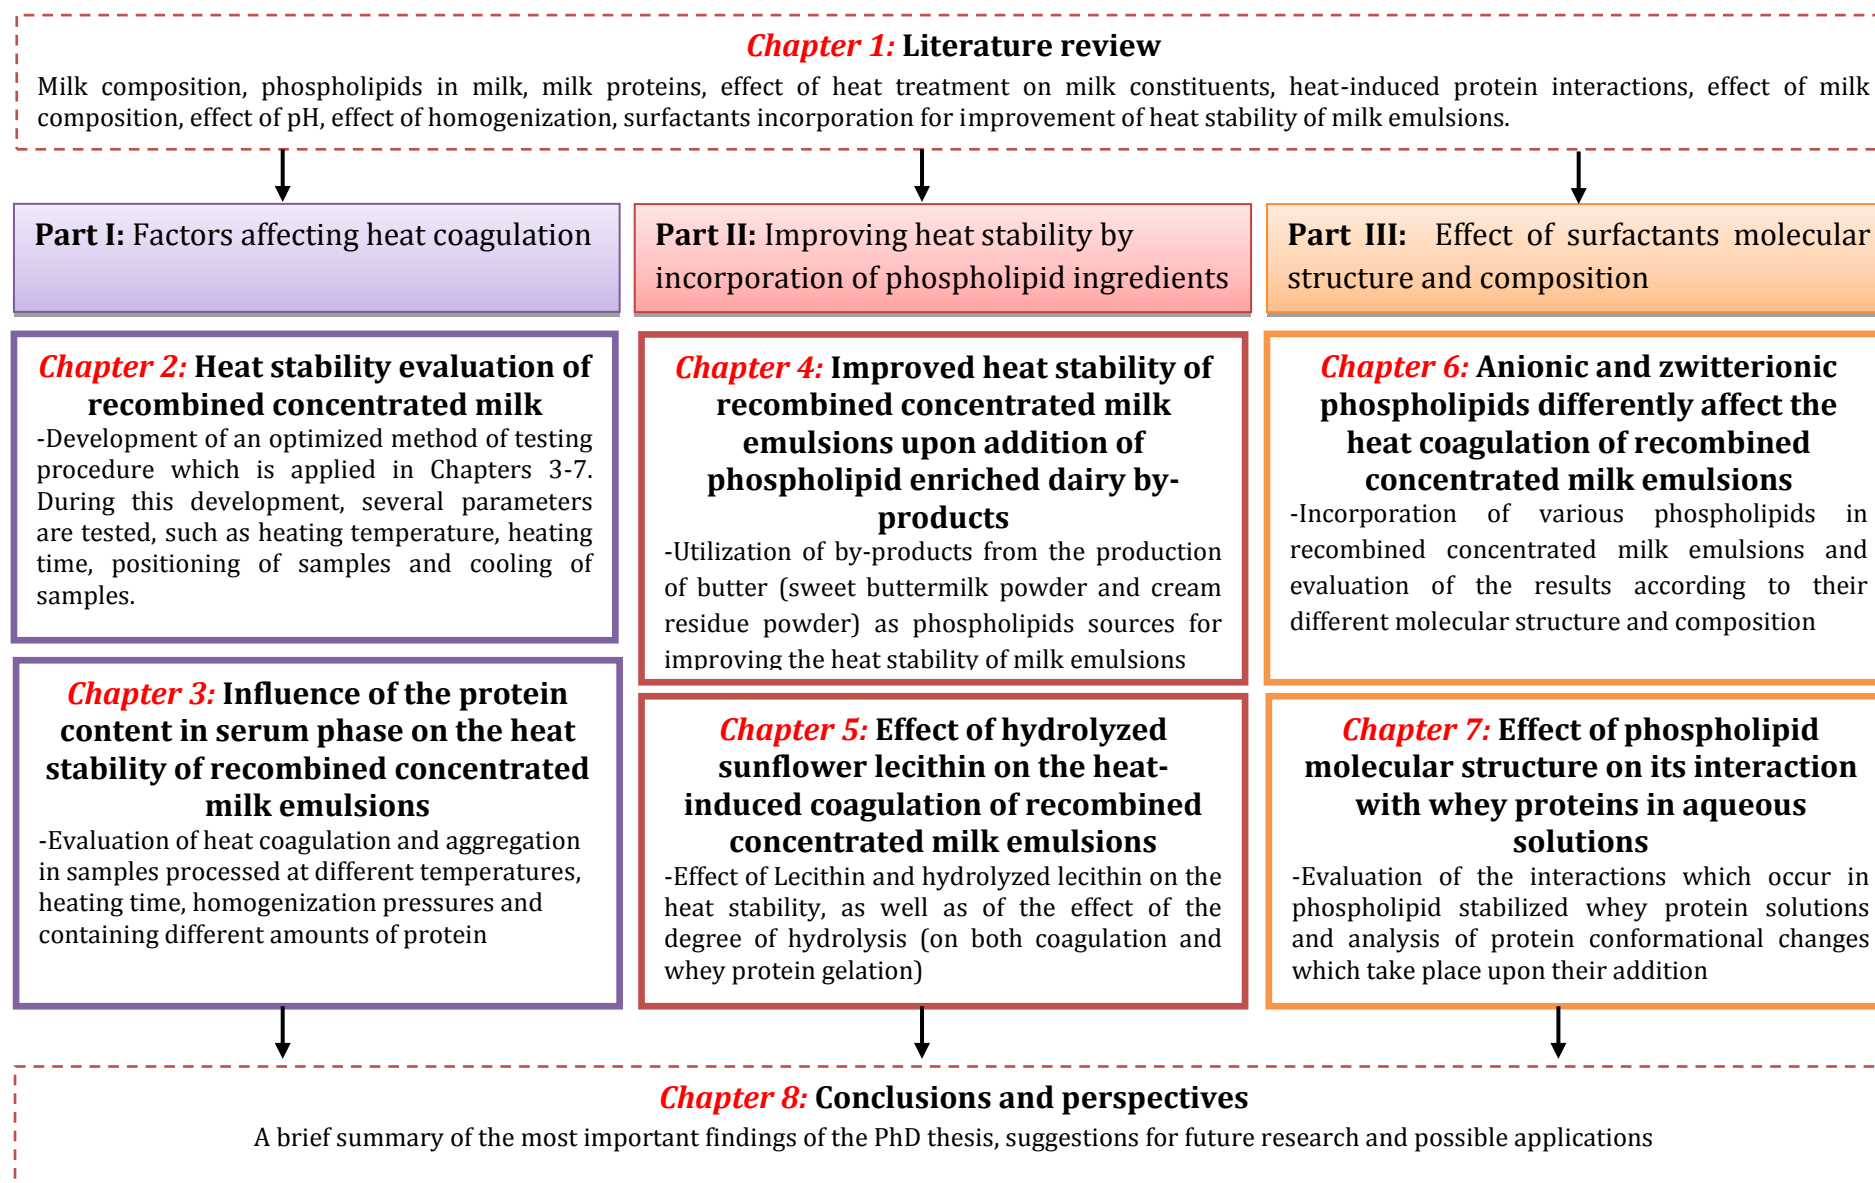 Chapter 1: Literature review
Milk composition, phospholipids in milk, milk proteins, effect of heat treatment on milk constituents, heat-induced protein interactions, effect of milk
composition, effect of pH, effect of homogenization, surfactants incorporation for improvement of heat stability of milk emulsions.
Part I: Factors affecting heat coagulation
Part II: Improving heat stability by
incorporation of phospholipid ingredients
Part III: Effect of surfactants molecular
structure and composition
Chapter 2: Heat stability evaluation of
recombined concentrated milk
-Development of an optimized method of testing
procedure which is applied in Chapters 3-7.
During this development, several parameters
are tested, such as heating temperature, heating
time, positioning of samples and cooling of
samples.
Chapter 3: Influence of the protein
content in serum phase on the heat
stability of recombined concentrated
milk emulsions
-Evaluation of heat coagulation and aggregation
in samples processed at different temperatures,
heating time, homogenization pressures and
containing different amounts of protein
Chapter 4: Improved heat stability of
recombined concentrated milk
emulsions upon addition of
phospholipid enriched dairy by-
products
-Utilization of by-products from the production
of butter (sweet buttermilk powder and cream
residue powder) as phospholipids sources for
improving the heat stability of milk emulsions
Chapter 5: Effect of hydrolyzed
sunflower lecithin on the heat-
induced coagulation of recombined
concentrated milk emulsions
-Effect of Lecithin and hydrolyzed lecithin on the
heat stability, as well as of the effect of the
degree of hydrolysis (on both coagulation and
whey protein gelation)
Chapter 6: Anionic and zwitterionic
phospholipids differently affect the
heat coagulation of recombined
concentrated milk emulsions
-Incorporation of various phospholipids in
recombined concentrated milk emulsions and
evaluation of the results according to their
different molecular structure and composition
Chapter 7: Effect of phospholipid
molecular structure on its interaction
with whey proteins in aqueous
solutions
-Evaluation of the interactions which occur in
phospholipid stabilized whey protein solutions
and analysis of protein conformational changes
which take place upon their addition
Chapter 8: Conclusions and perspectives
A brief summary of the most important findings of the PhD thesis, suggestions for future research and possible applications